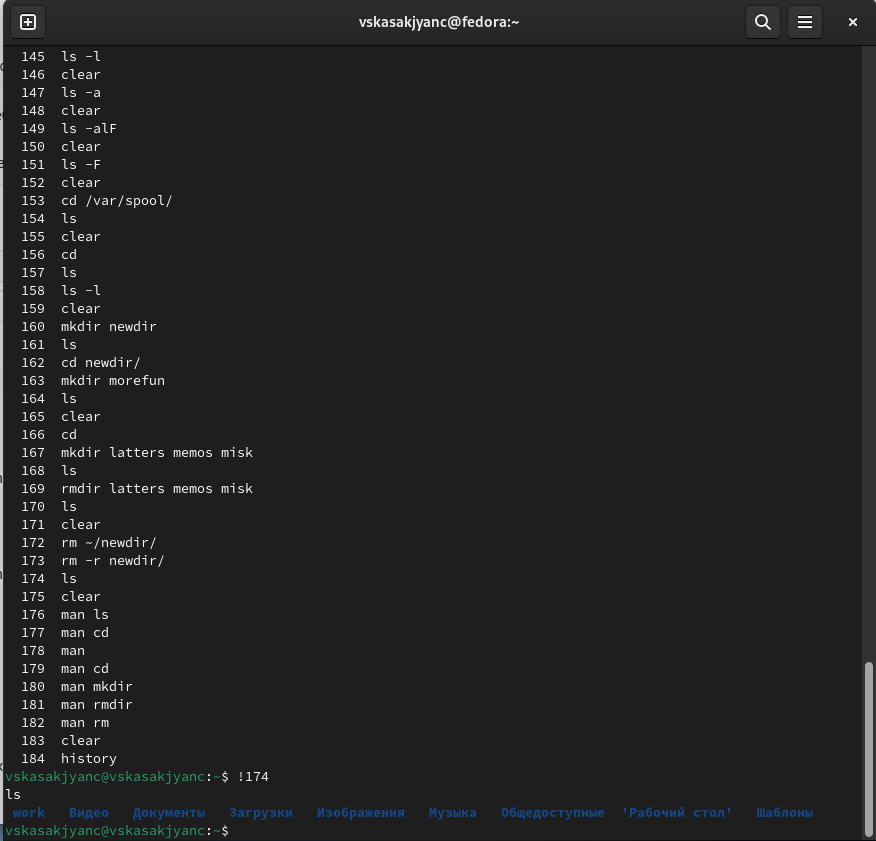 vskasakjyanc@fedora:~
145 ls -l
146 clear
147 ls -a
148 clear
149 ls -alF
150 clear
151 ls -F
152 clear
153 cd /var/spool/
154 ls
155 clear
156 cd
157 ls
158 ls -l
159 clear
160 mkdir newdir
161 ls
162 cd newdir/
163 mkdir morefun
164 ls
165 clear
166 cd
167 mkdir latters memos misk
168 ls
169 rmdir latters memos misk
170 ls
171 clear
172 rm ~/newdir/
173 rm -r newdir/
174 ls
175 clear
176 man ls
177 man cd
178 man
179 man cd
180 man mkdir
181 man rmdir
182 man rm
183 clear
184 history
vskasakjyanc@vskasakjyanc:~$ !174
ls
work Видео Документы Загрузки Изображения Музыка Общедоступные 'Рабочий стол' Шаблоны
vskasakjyanc@vskasakjyanc:~$